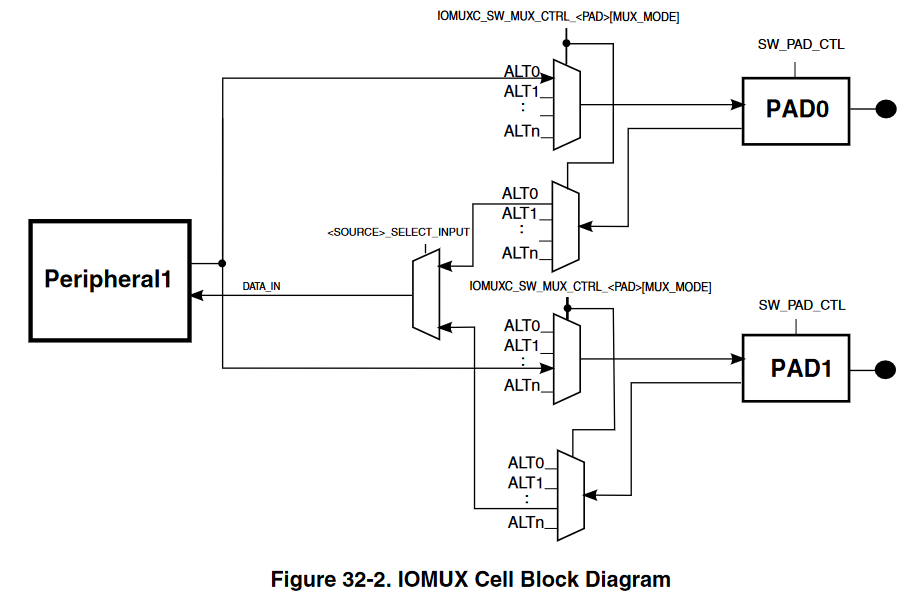 IOMUXC_SW_MUX_CTRL_<PAD>[MUX_MODE]
SW_PAD_CTL
ALT0
ALT1
:
ALTn
PAD0
ALT0
ALT1
:
ALTn
<SOURCE>_SELECT_INPUT
Peripheral1
DATA_IN
IOMUXC_SW_MUX_CTRL_<PAD>[MUX_MODE]
SW_PAD_CTL
ALT0
ALT1
:
ALTn
PAD1
ALT0
ALT1
:
ALTn
Figure 32-2. IOMUX Cell Block Diagram